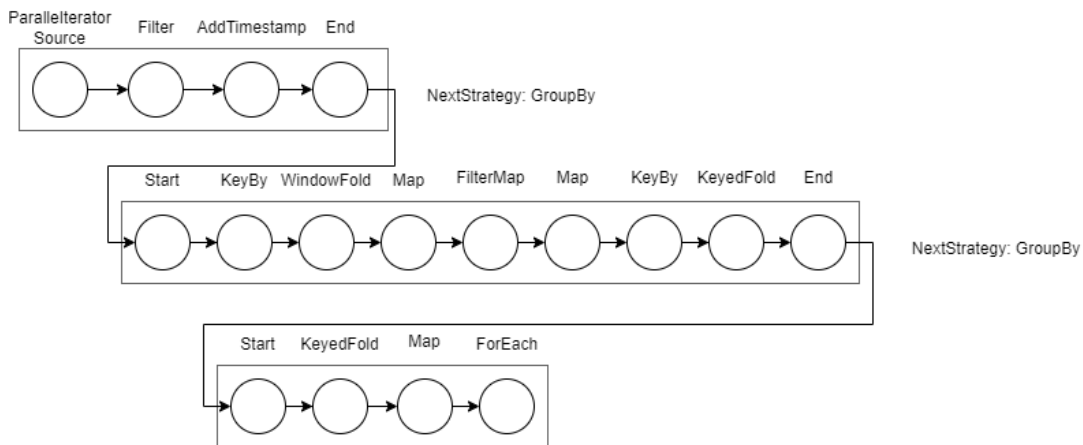 ParalleIterator
Source
Filter
AddTimestamp
End
NextStrategy: GroupBy
Start
KeyBy
WindowFold
Map
FilterMap
Map
KeyBy
KeyedFold
End
NextStrategy: GroupBy
Start
KeyedFold
Map
ForEach